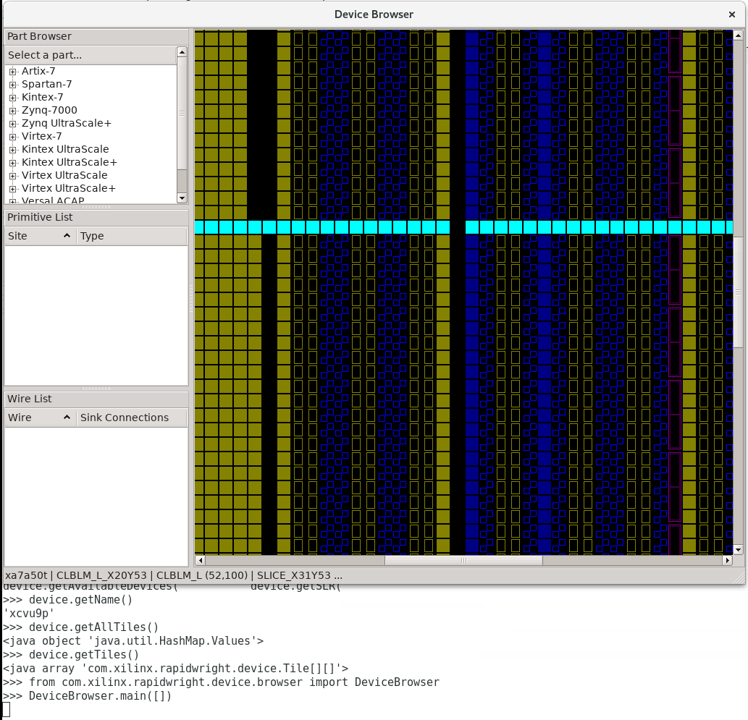 Device Browser
Part Browser
Select a part...
Artix-7
Spartan-7
Kintex-7
Zynq-7000
Zynq UltraScale+
Virtex-7
Kintex UltraScale
Kintex UltraScale+
Virtex UltraScale
Virtex UltraScale+
Versal ACAP
Primitive List
Site Type
Wire List
Wire Sink Connections
xa7a50t | CLBLM_L_X20Y53 | CLBLM_L (52,100) | SLICE_X31Y53 ...
device.getAvailableDevices( device.getSLR(
>>> device.getName()
'xcvu9p'
>>> device.getAllTiles()
<java object 'java.util.HashMap.Values'>
>>> device.getTiles()
<java array 'com.xilinx.rapidwright.device.Tile[][]'>
>>> from com.xilinx.rapidwright.device.browser import DeviceBrowser
>>> DeviceBrowser.main([])